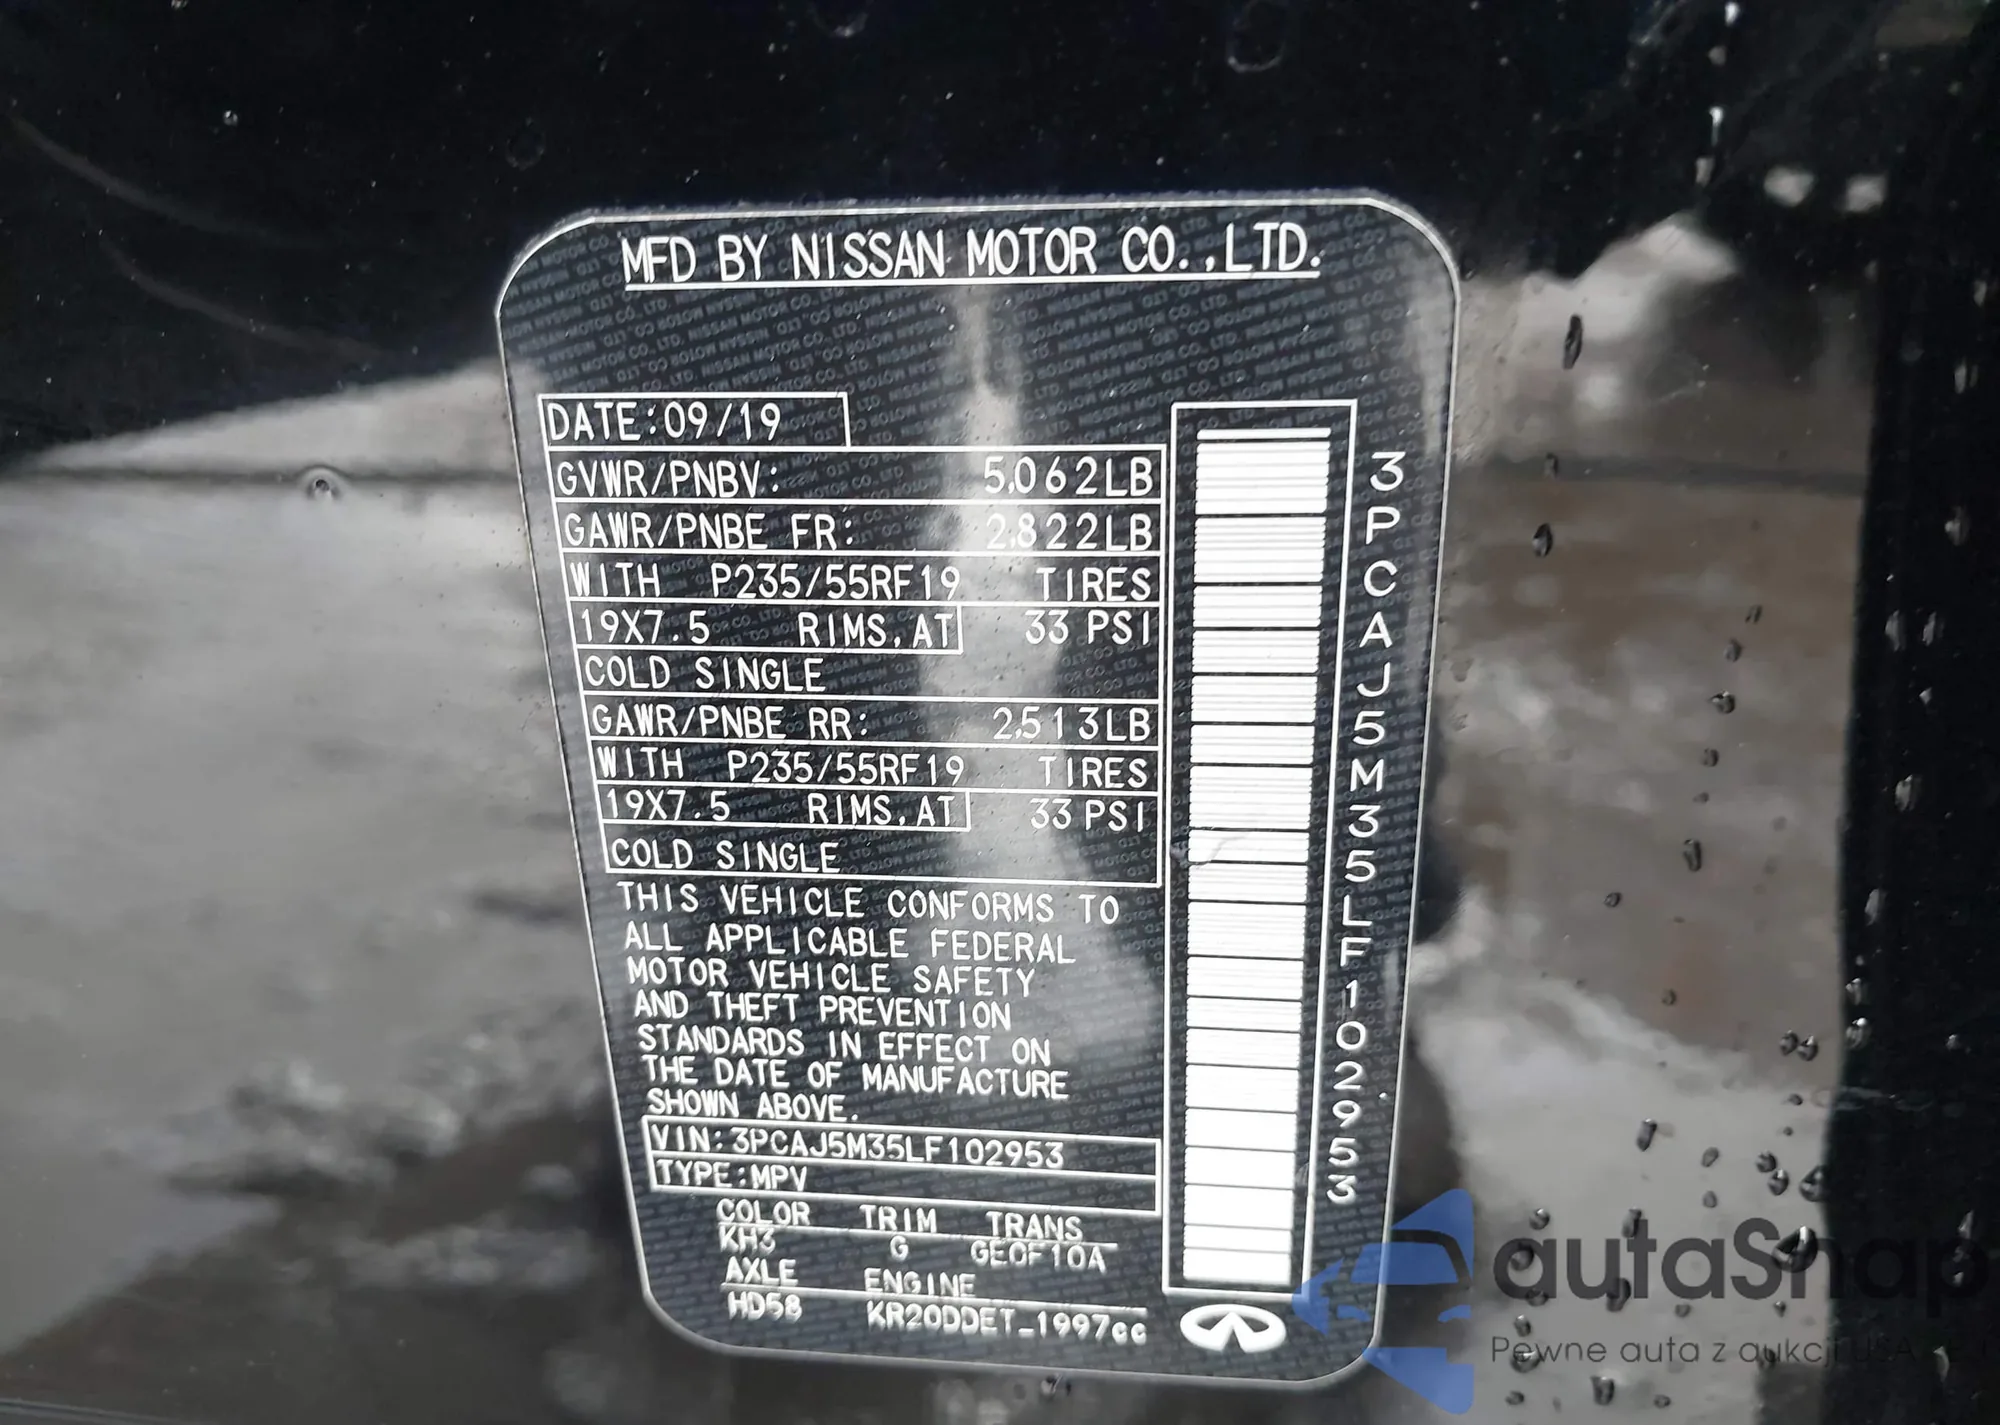 MFD BY NISSAN MOTOR CO.,LTD.
DATE:09/19
GVWR/PNBV: 5,062LB
GAWR/PNBE FR: 2,822LB
WITH P235/55RF19 TIRES
19X7.5 RIMS,AT 33 PSI
COLD SINGLE
GAWR/PNBE RR: 2,513LB
WITH P235/55RF19 TIRES
19X7.5 RIMS,AT 33 PSI
COLD SINGLE
THIS VEHICLE CONFORMS TO
ALL APPLICABLE FEDERAL
MOTOR VEHICLE SAFETY
AND THEFT PREVENTION
STANDARDS IN EFFECT ON
THE DATE OF MANUFACTURE
SHOWN ABOVE.
VIN:3PCAJ5M35LF102953
TYPE:MPV
COLOR TRIM TRANS
KH3 G GEOF10A
AXLE ENGINE
HD58 KR20DDET_1997cc
3PCAJ5M35LF102953
autaSnap
Pewne auta z aukcji USA